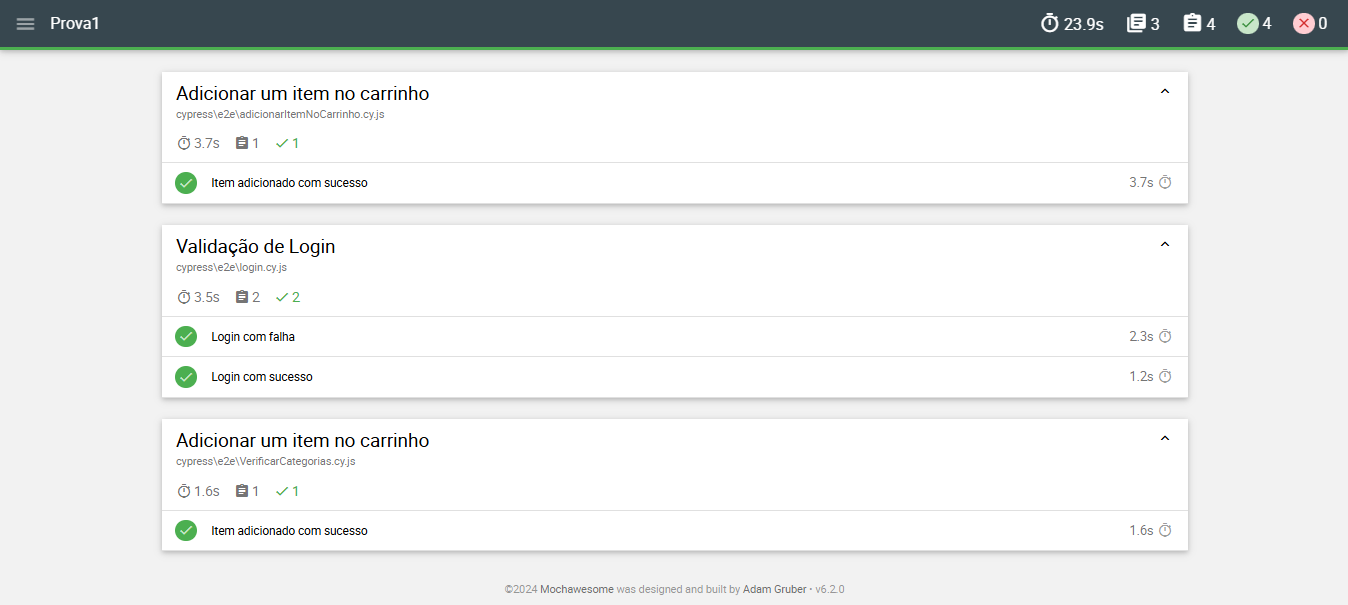 Prova1 23.9s 3 4 4 0
Adicionar um item no carrinho
cypress\e2e\adicionarItemNoCarrinho.cy.js
3.7s 1 1
Item adicionado com sucesso 3.7s
Validação de Login
cypress\e2e\login.cy.js
3.5s 2 2
Login com falha 2.3s
Login com sucesso 1.2s
Adicionar um item no carrinho
cypress\e2e\VerificarCategorias.cy.js
1.6s 1 1
Item adicionado com sucesso 1.6s
©2024 Mochawesome was designed and built by Adam Gruber • v6.2.0